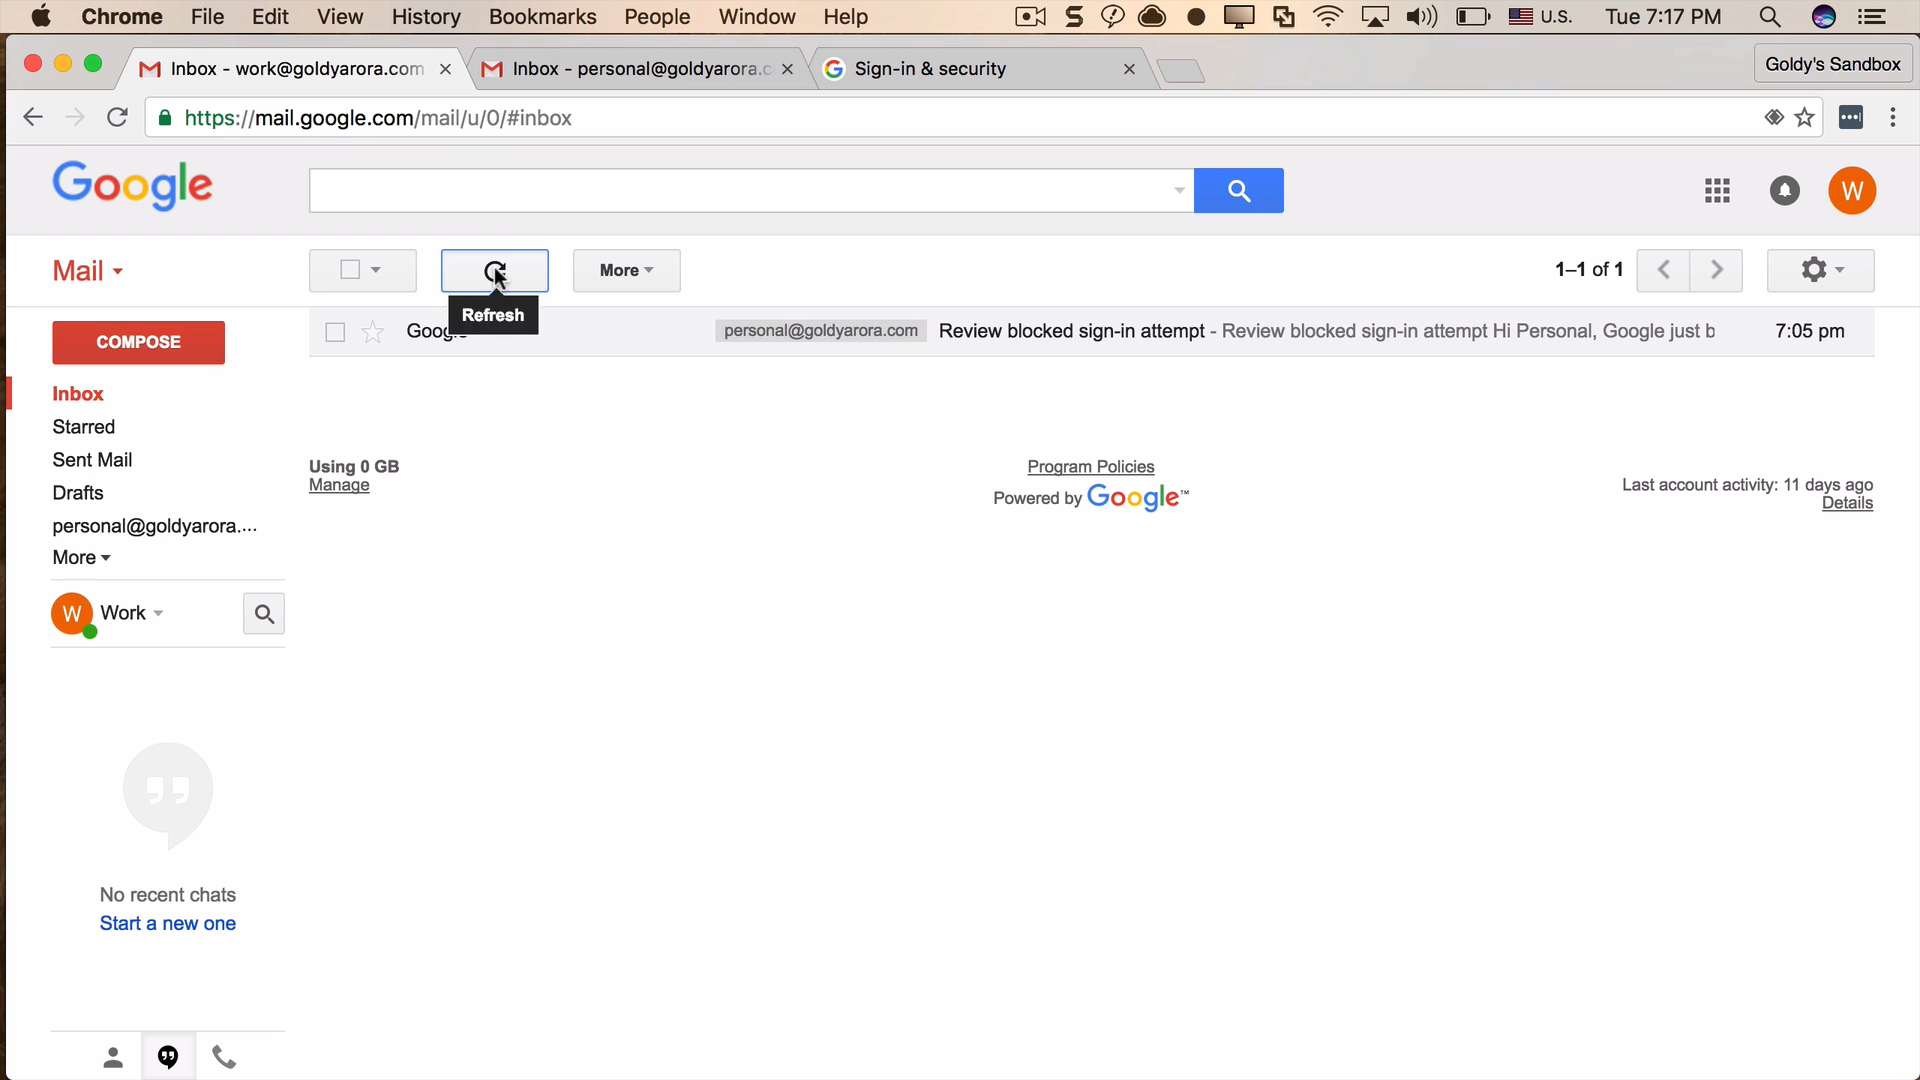 Chrome File Edit View History Bookmarks People Window Help U.S. Tue 7:17 PM
Inbox - work@goldyarora.com Inbox - personal@goldyarora.c Sign-in & security Goldy's Sandbox
https://mail.google.com/mail/u/0/#inbox
Google W
Mail More 1–1 of 1
Refresh
Google personal@goldyarora.com Review blocked sign-in attempt - Review blocked sign-in attempt Hi Personal, Google just b 7:05 pm
COMPOSE
Inbox
Starred
Sent Mail
Drafts
personal@goldyarora....
More
W Work
Using 0 GB
Manage
Program Policies
Powered by Google™
Last account activity: 11 days ago
Details
No recent chats
Start a new one